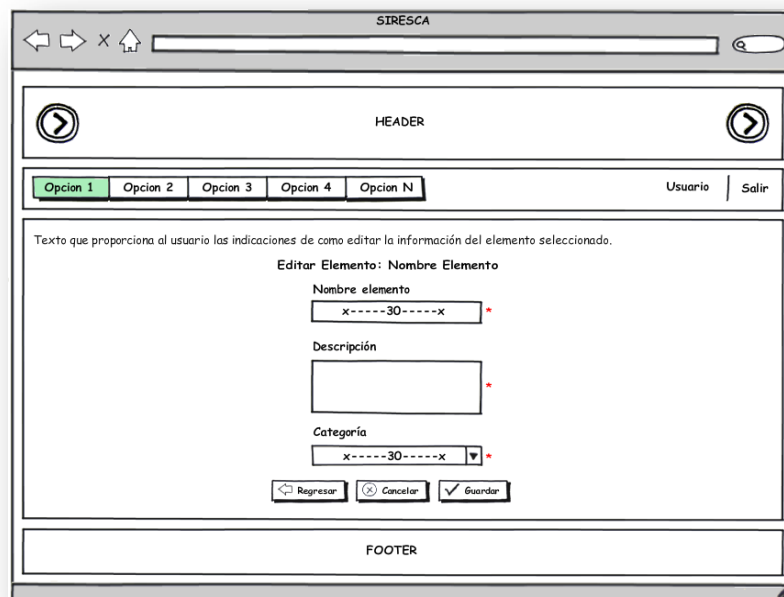 SIRESCA
HEADER
Opcion 1 Opcion 2 Opcion 3 Opcion 4 Opcion N Usuario Salir
Texto que proporciona al usuario las indicaciones de como editar la información del elemento seleccionado.
Editar Elemento: Nombre Elemento
Nombre elemento
x-----30-----x *
Descripción
*
Categoría
x-----30-----x *
Regresar Cancelar Guardar
FOOTER